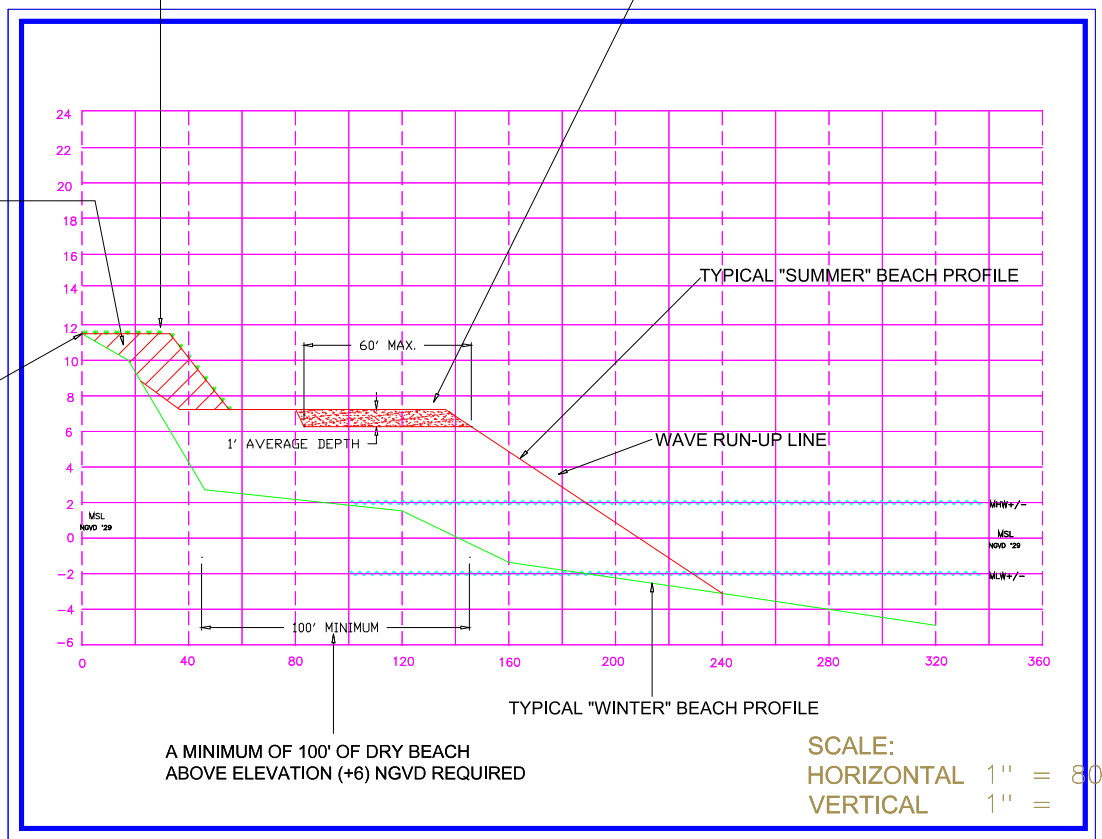 24
22
20
18
16
14
12
10
8
6
4
2
0
-2
-4
-6
TYPICAL "SUMMER" BEACH PROFILE
60' MAX.
1' AVERAGE DEPTH
WAVE RUN-UP LINE
MSL
NGVD '29
MHW+/-
MSL
NGVD '29
MLW+/-
100' MINIMUM
0
40
80
120
160
200
240
280
320
360
TYPICAL "WINTER" BEACH PROFILE
A MINIMUM OF 100' OF DRY BEACH
ABOVE ELEVATION (+6) NGVD REQUIRED
SCALE:
HORIZONTAL 1" = 80
VERTICAL 1" =